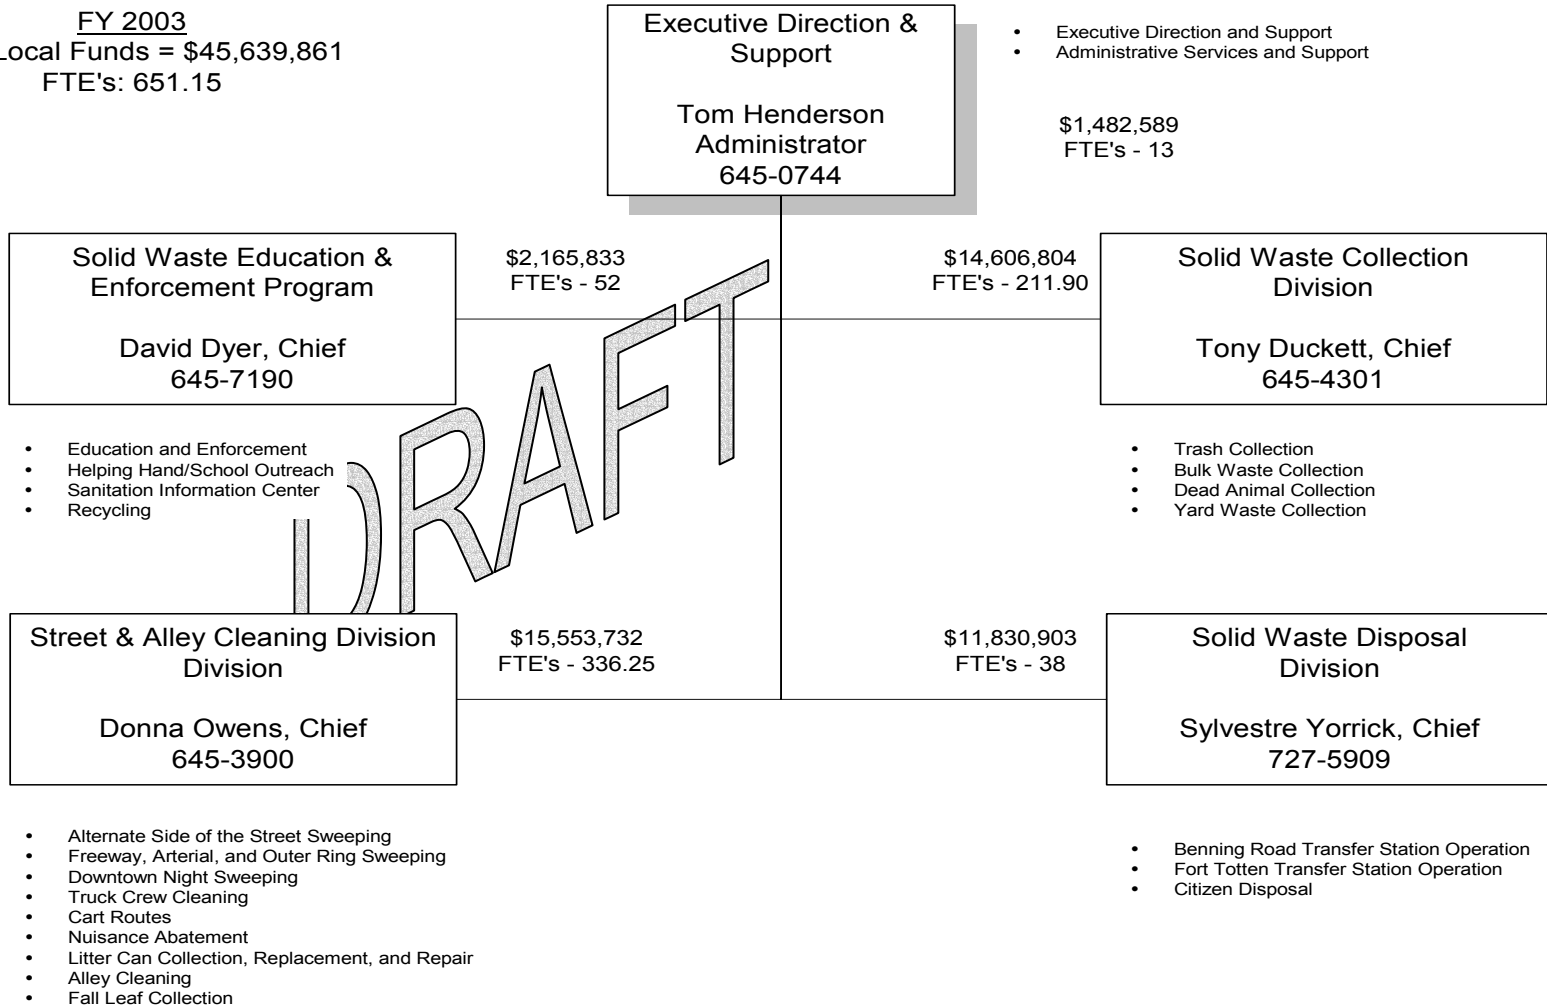 FY 2003
Local Funds = $45,639,861
FTE's: 651.15
Executive Direction &
Support
Tom Henderson
Administrator
645-0744
• Executive Direction and Support
• Administrative Services and Support
$1,482,589
FTE's - 13
Solid Waste Education &
Enforcement Program
David Dyer, Chief
645-7190
$2,165,833
FTE's - 52
$14,606,804
FTE's - 211.90
Solid Waste Collection
Division
Tony Duckett, Chief
645-4301
• Education and Enforcement
• Helping Hand/School Outreach
• Sanitation Information Center
• Recycling
DRAFT
• Trash Collection
• Bulk Waste Collection
• Dead Animal Collection
• Yard Waste Collection
Street & Alley Cleaning Division
Division
Donna Owens, Chief
645-3900
$15,553,732
FTE's - 336.25
$11,830,903
FTE's - 38
Solid Waste Disposal
Division
Sylvestre Yorrick, Chief
727-5909
• Alternate Side of the Street Sweeping
• Freeway, Arterial, and Outer Ring Sweeping
• Downtown Night Sweeping
• Truck Crew Cleaning
• Cart Routes
• Nuisance Abatement
• Litter Can Collection, Replacement, and Repair
• Alley Cleaning
• Fall Leaf Collection
• Benning Road Transfer Station Operation
• Fort Totten Transfer Station Operation
• Citizen Disposal